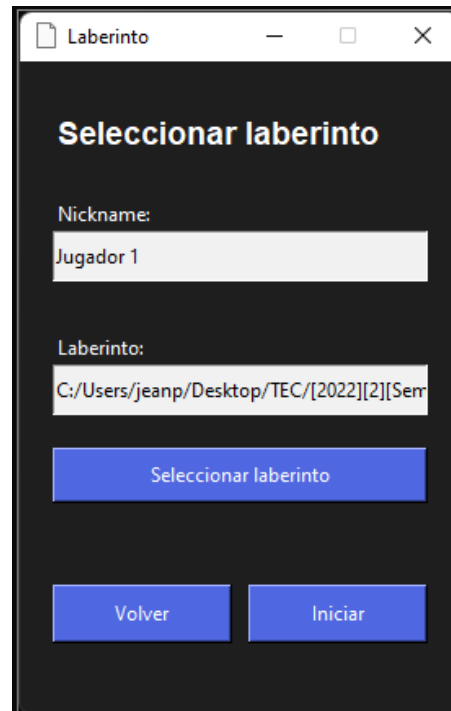 Laberinto
Seleccionar laberinto
Nickname:
Jugador 1
Laberinto:
C:/Users/jeanp/Desktop/TEC/[2022][2][Sem
Seleccionar laberinto
Volver Iniciar